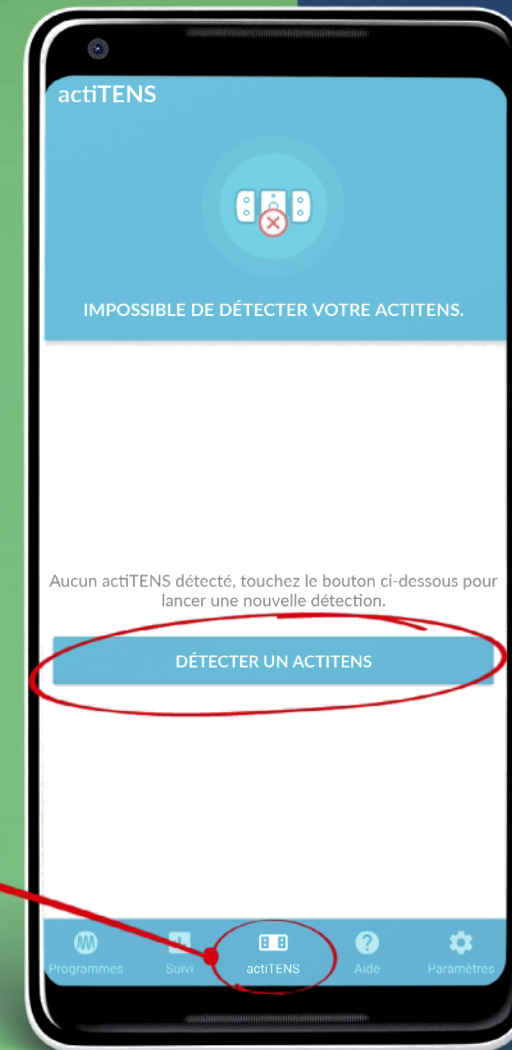 actiTENS
IMPOSSIBLE DE DÉTECTER VOTRE ACTITENS.
Aucun actiTENS détecté, touchez le bouton ci-dessous pour
lancer une nouvelle détection.
DÉTECTER UN ACTITENS
Programmes Suivi actiTENS Aide Paramètres